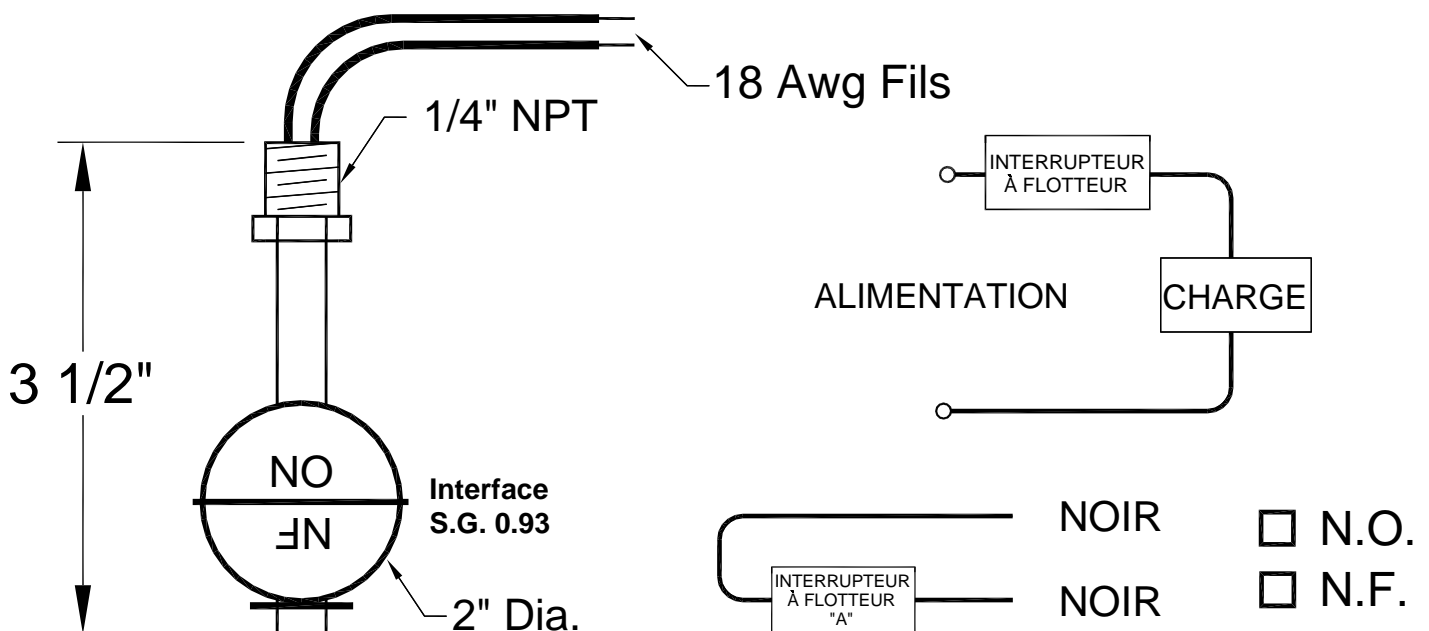 18 Awg Fils
1/4" NPT
INTERRUPTEUR
À FLOTTEUR
ALIMENTATION
CHARGE
3 1/2"
NO
NF
Interface
S.G. 0.93
2" Dia.
NOIR
INTERRUPTEUR
À FLOTTEUR
"A"
NOIR
N.O.
N.F.